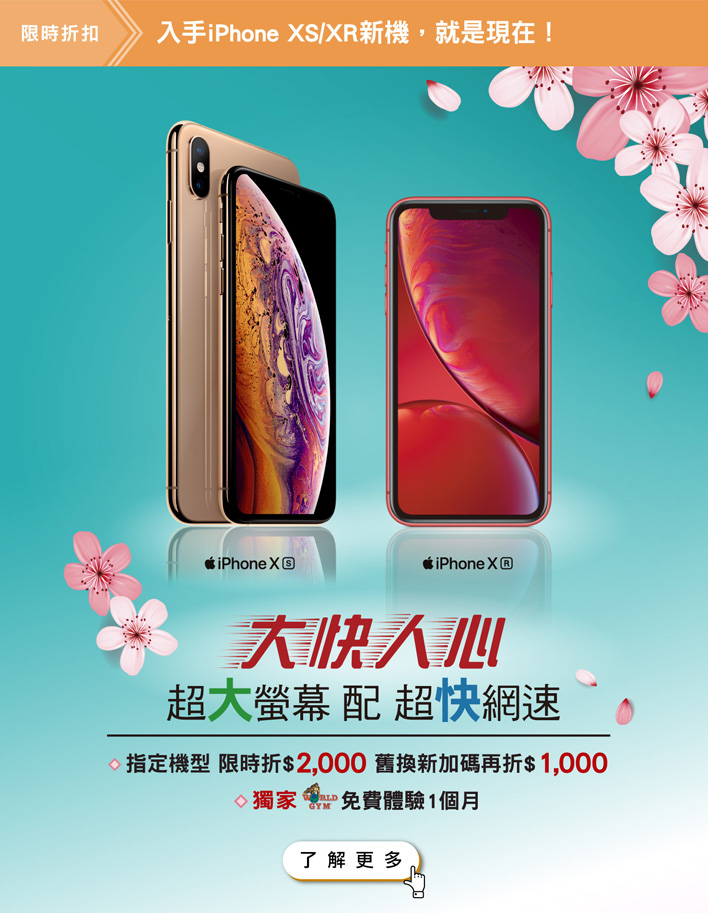 限時折扣
入手iPhone XS/XR新機，就是現在！
iPhone XS
iPhone XR
大快人心
超大螢幕 配 超快網速
指定機型 限時折$2,000 舊換新加碼再折$1,000
獨家 WORLD GYM 免費體驗1個月
了解更多